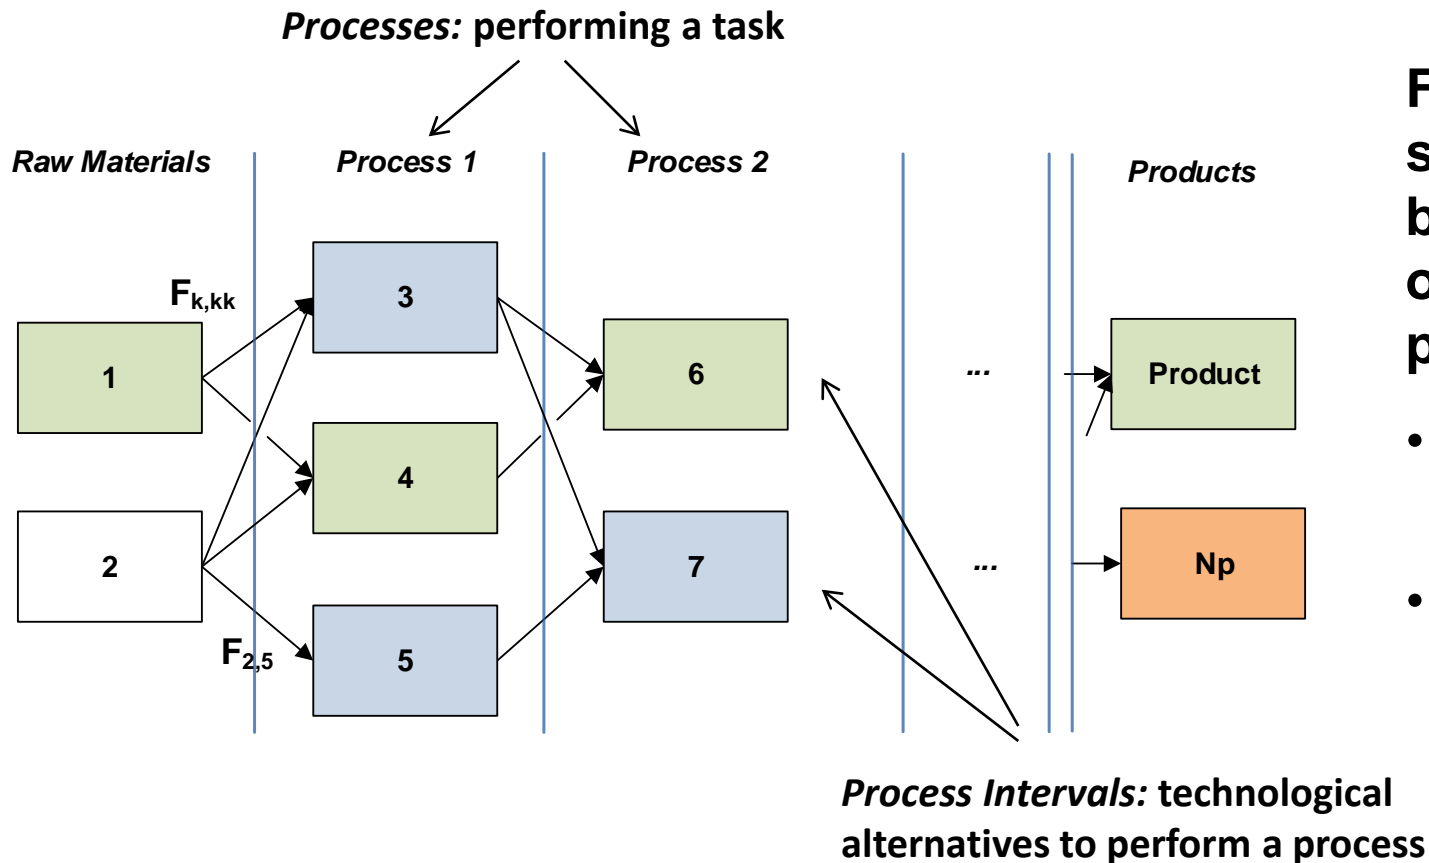 Processes: performing a task
Raw Materials
Process 1
Process 2
Products
F
s
b
o
p
3
Fk,kk
1
6
...
Product
4
2
7
...
Np
5
F2,5
•
•
Process Intervals: technological
alternatives to perform a process